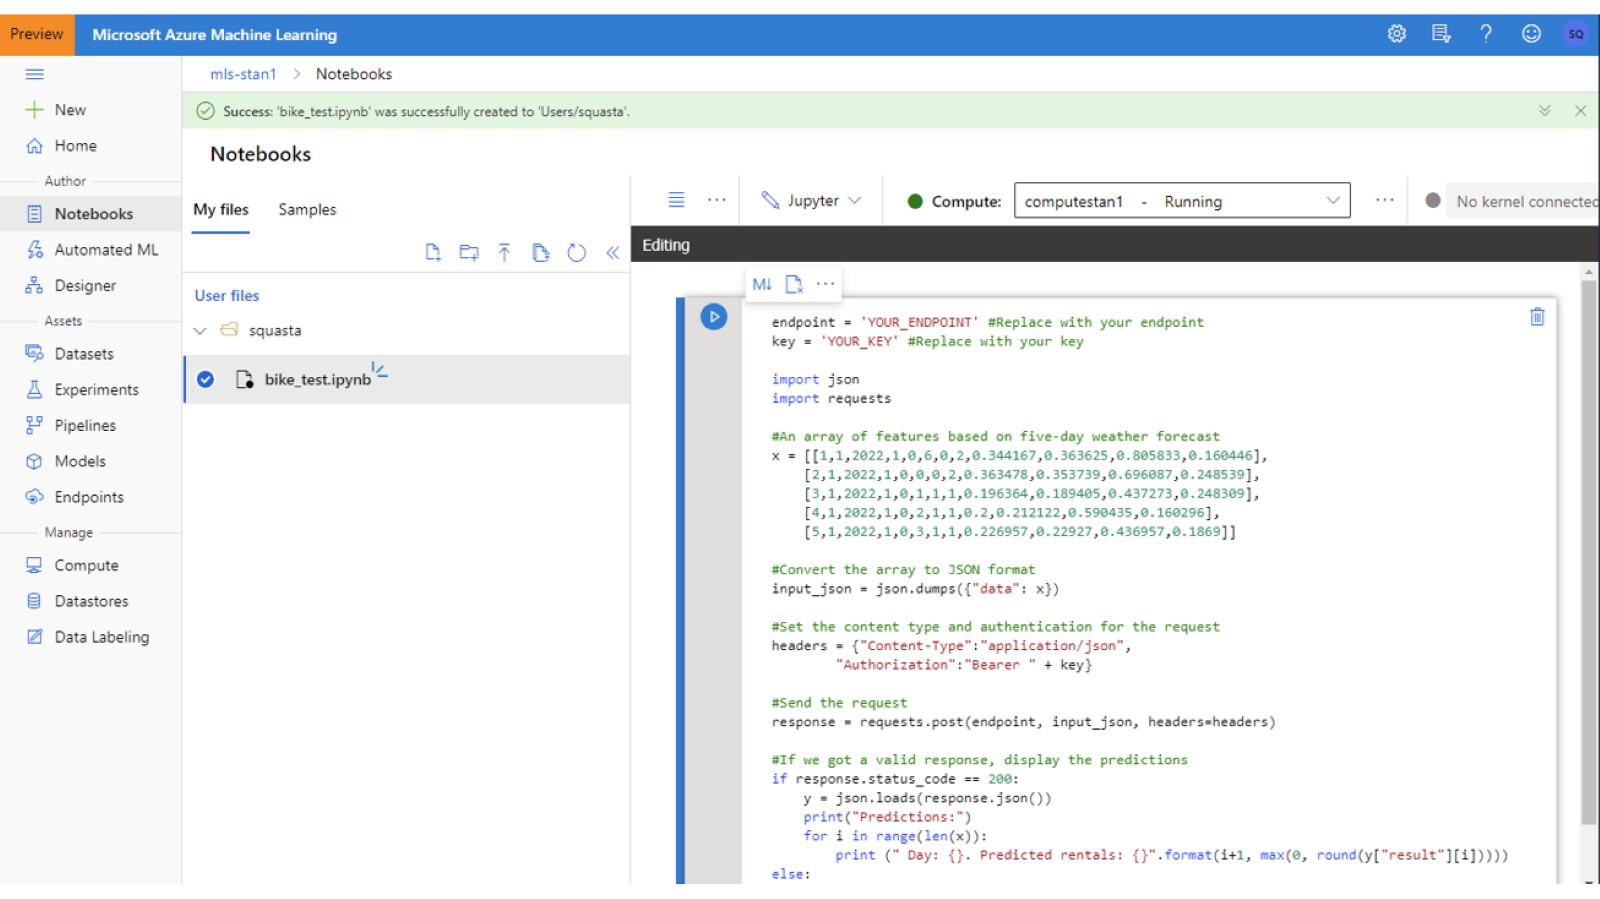 Preview
Microsoft Azure Machine Learning
SQ
mls-stan1 > Notebooks
New
Success: 'bike_test.ipynb' was successfully created to 'Users/squasta'.
Home
Notebooks
Author
Notebooks
Automated ML
Designer
Assets
Datasets
Experiments
Pipelines
Models
Endpoints
Manage
Compute
Datastores
Data Labeling
My files
Samples
User files
squasta
bike_test.ipynb
Jupyter
Compute:
computestan1 - Running
No kernel connected
Editing
M↓
endpoint = 'YOUR_ENDPOINT' #Replace with your endpoint
key = 'YOUR_KEY' #Replace with your key
import json
import requests
#An array of features based on five-day weather forecast
x = [[1,1,2022,1,0,6,0,2,0.344167,0.363625,0.805833,0.160446],
[2,1,2022,1,0,0,0,2,0.363478,0.353739,0.696087,0.248539],
[3,1,2022,1,0,1,1,1,0.196364,0.189405,0.437273,0.248309],
[4,1,2022,1,0,2,1,1,0.2,0.212122,0.590435,0.160296],
[5,1,2022,1,0,3,1,1,0.226957,0.22927,0.436957,0.1869]]
#Convert the array to JSON format
input_json = json.dumps({"data": x})
#Set the content type and authentication for the request
headers = {"Content-Type":"application/json",
"Authorization":"Bearer " + key}
#Send the request
response = requests.post(endpoint, input_json, headers=headers)
#If we got a valid response, display the predictions
if response.status_code == 200:
y = json.loads(response.json())
print("Predictions:")
for i in range(len(x)):
print (" Day: {}. Predicted rentals: {}".format(i+1, max(0, round(y["result"][i]))))
else: